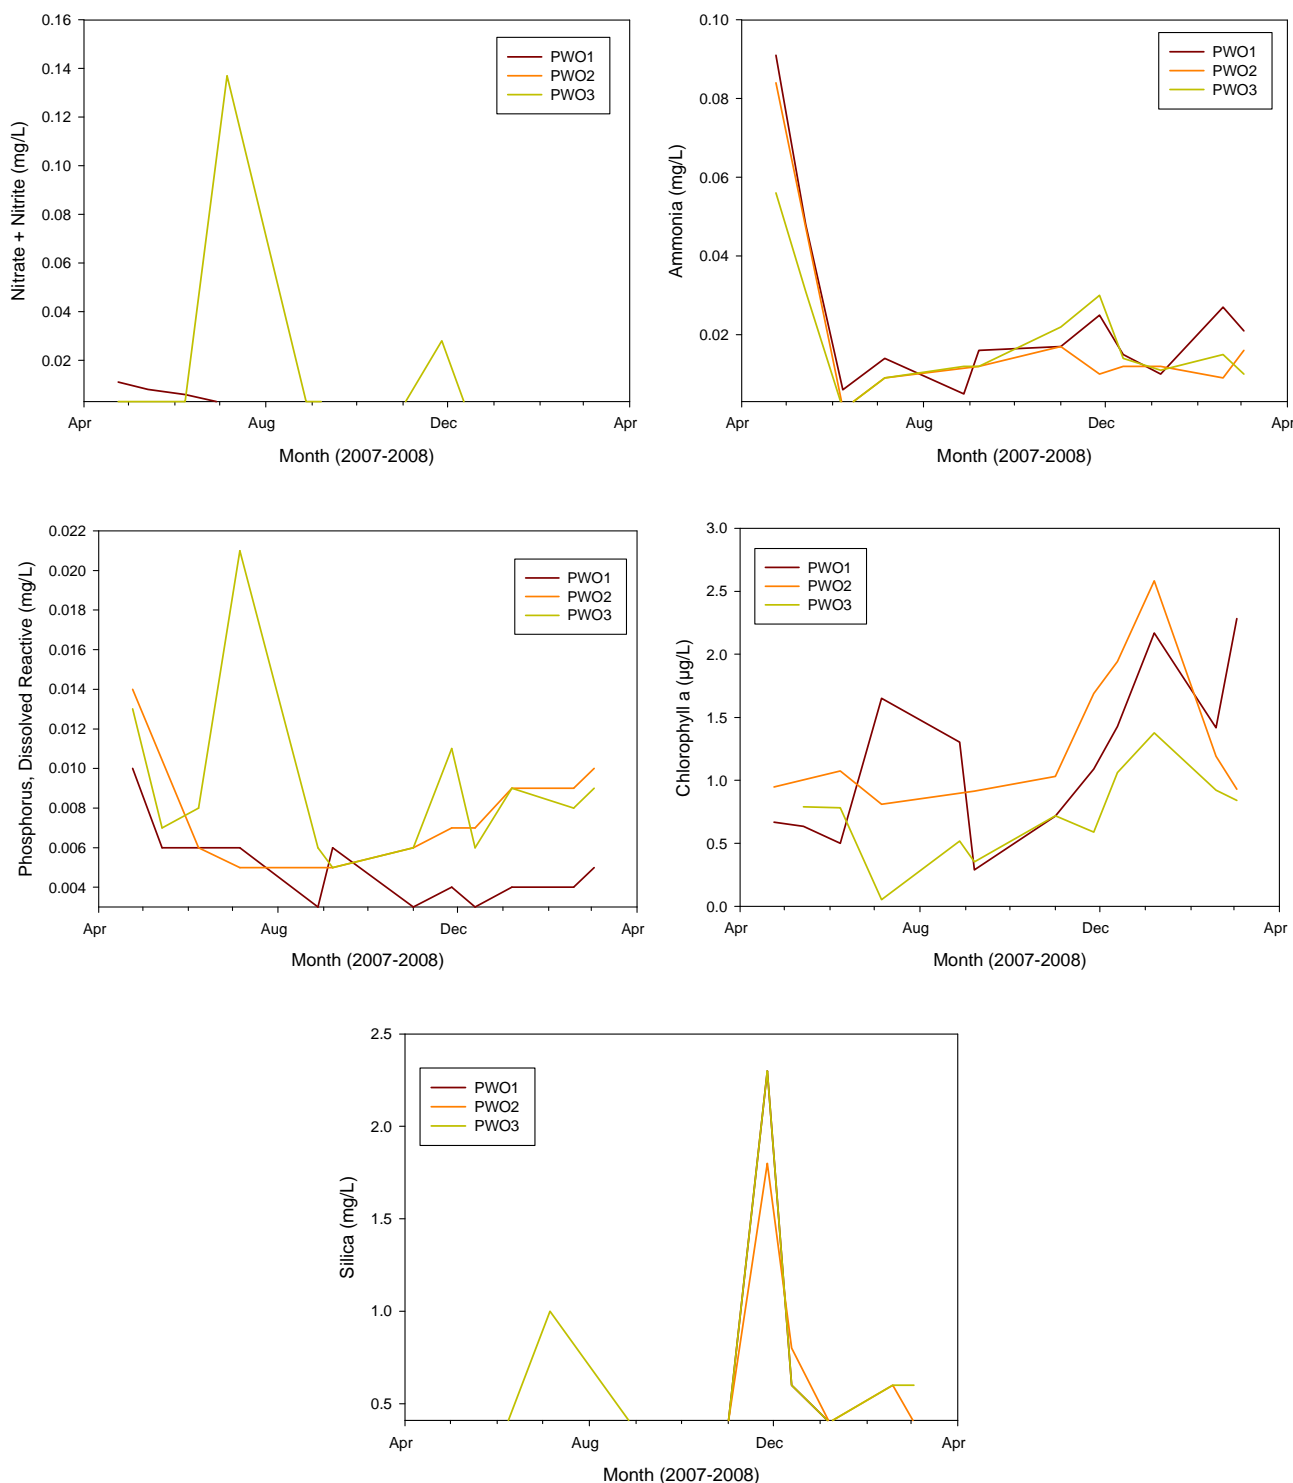 Nitrate + Nitrite (mg/L)
0.16
0.14
0.12
0.10
0.08
0.06
0.04
0.02
PWO1
PWO2
PWO3
Apr Aug Dec Apr
Month (2007-2008)
Ammonia (mg/L)
0.10
0.08
0.06
0.04
0.02
PWO1
PWO2
PWO3
Apr Aug Dec Apr
Month (2007-2008)
Phosphorus, Dissolved Reactive (mg/L)
0.022
0.020
0.018
0.016
0.014
0.012
0.010
0.008
0.006
0.004
PWO1
PWO2
PWO3
Apr Aug Dec Apr
Month (2007-2008)
Chlorophyll a (µg/L)
3.0
2.5
2.0
1.5
1.0
0.5
0.0
PWO1
PWO2
PWO3
Apr Aug Dec Apr
Month (2007-2008)
Silica (mg/L)
2.5
2.0
1.5
1.0
0.5
PWO1
PWO2
PWO3
Apr Aug Dec Apr
Month (2007-2008)